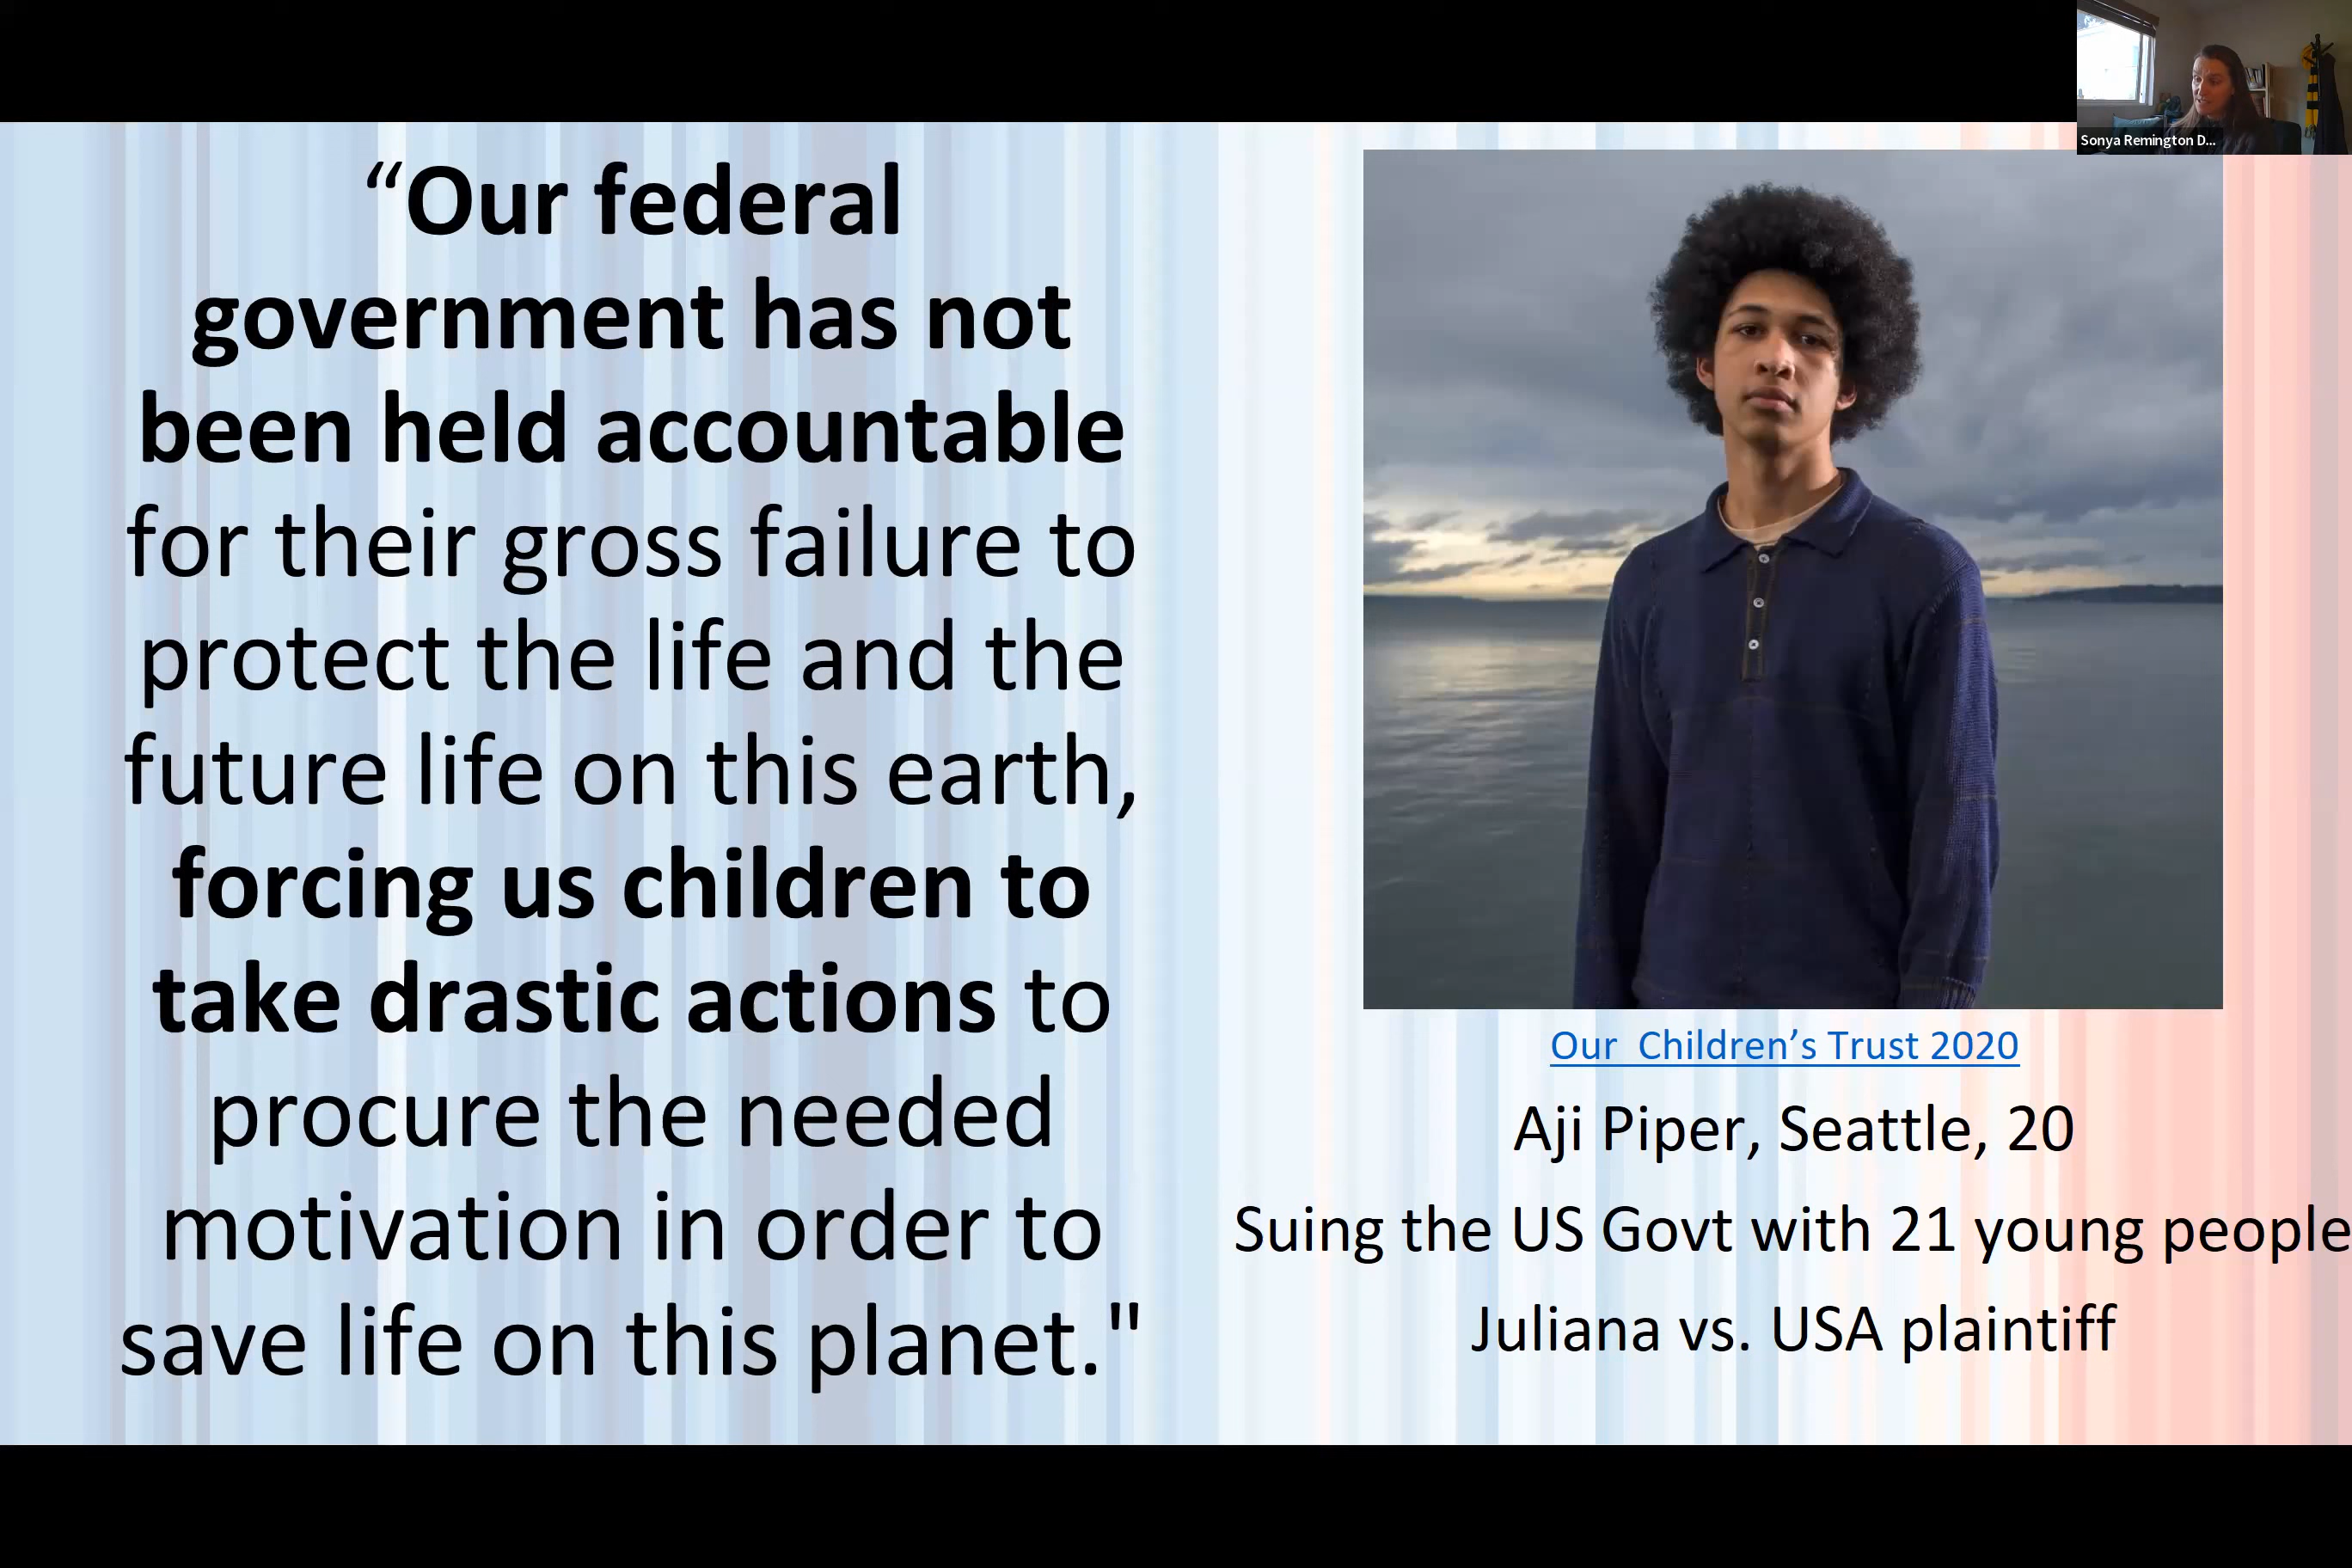 “Our federal
government has not
been held accountable
for their gross failure to
protect the life and the
future life on this earth,
forcing us children to
take drastic actions to
procure the needed
motivation in order to
save life on this planet."
Sonya Remington D...
Our  Children’s Trust 2020
Aji Piper, Seattle, 20
Suing the US Govt with 21 young people
Juliana vs. USA plaintiff